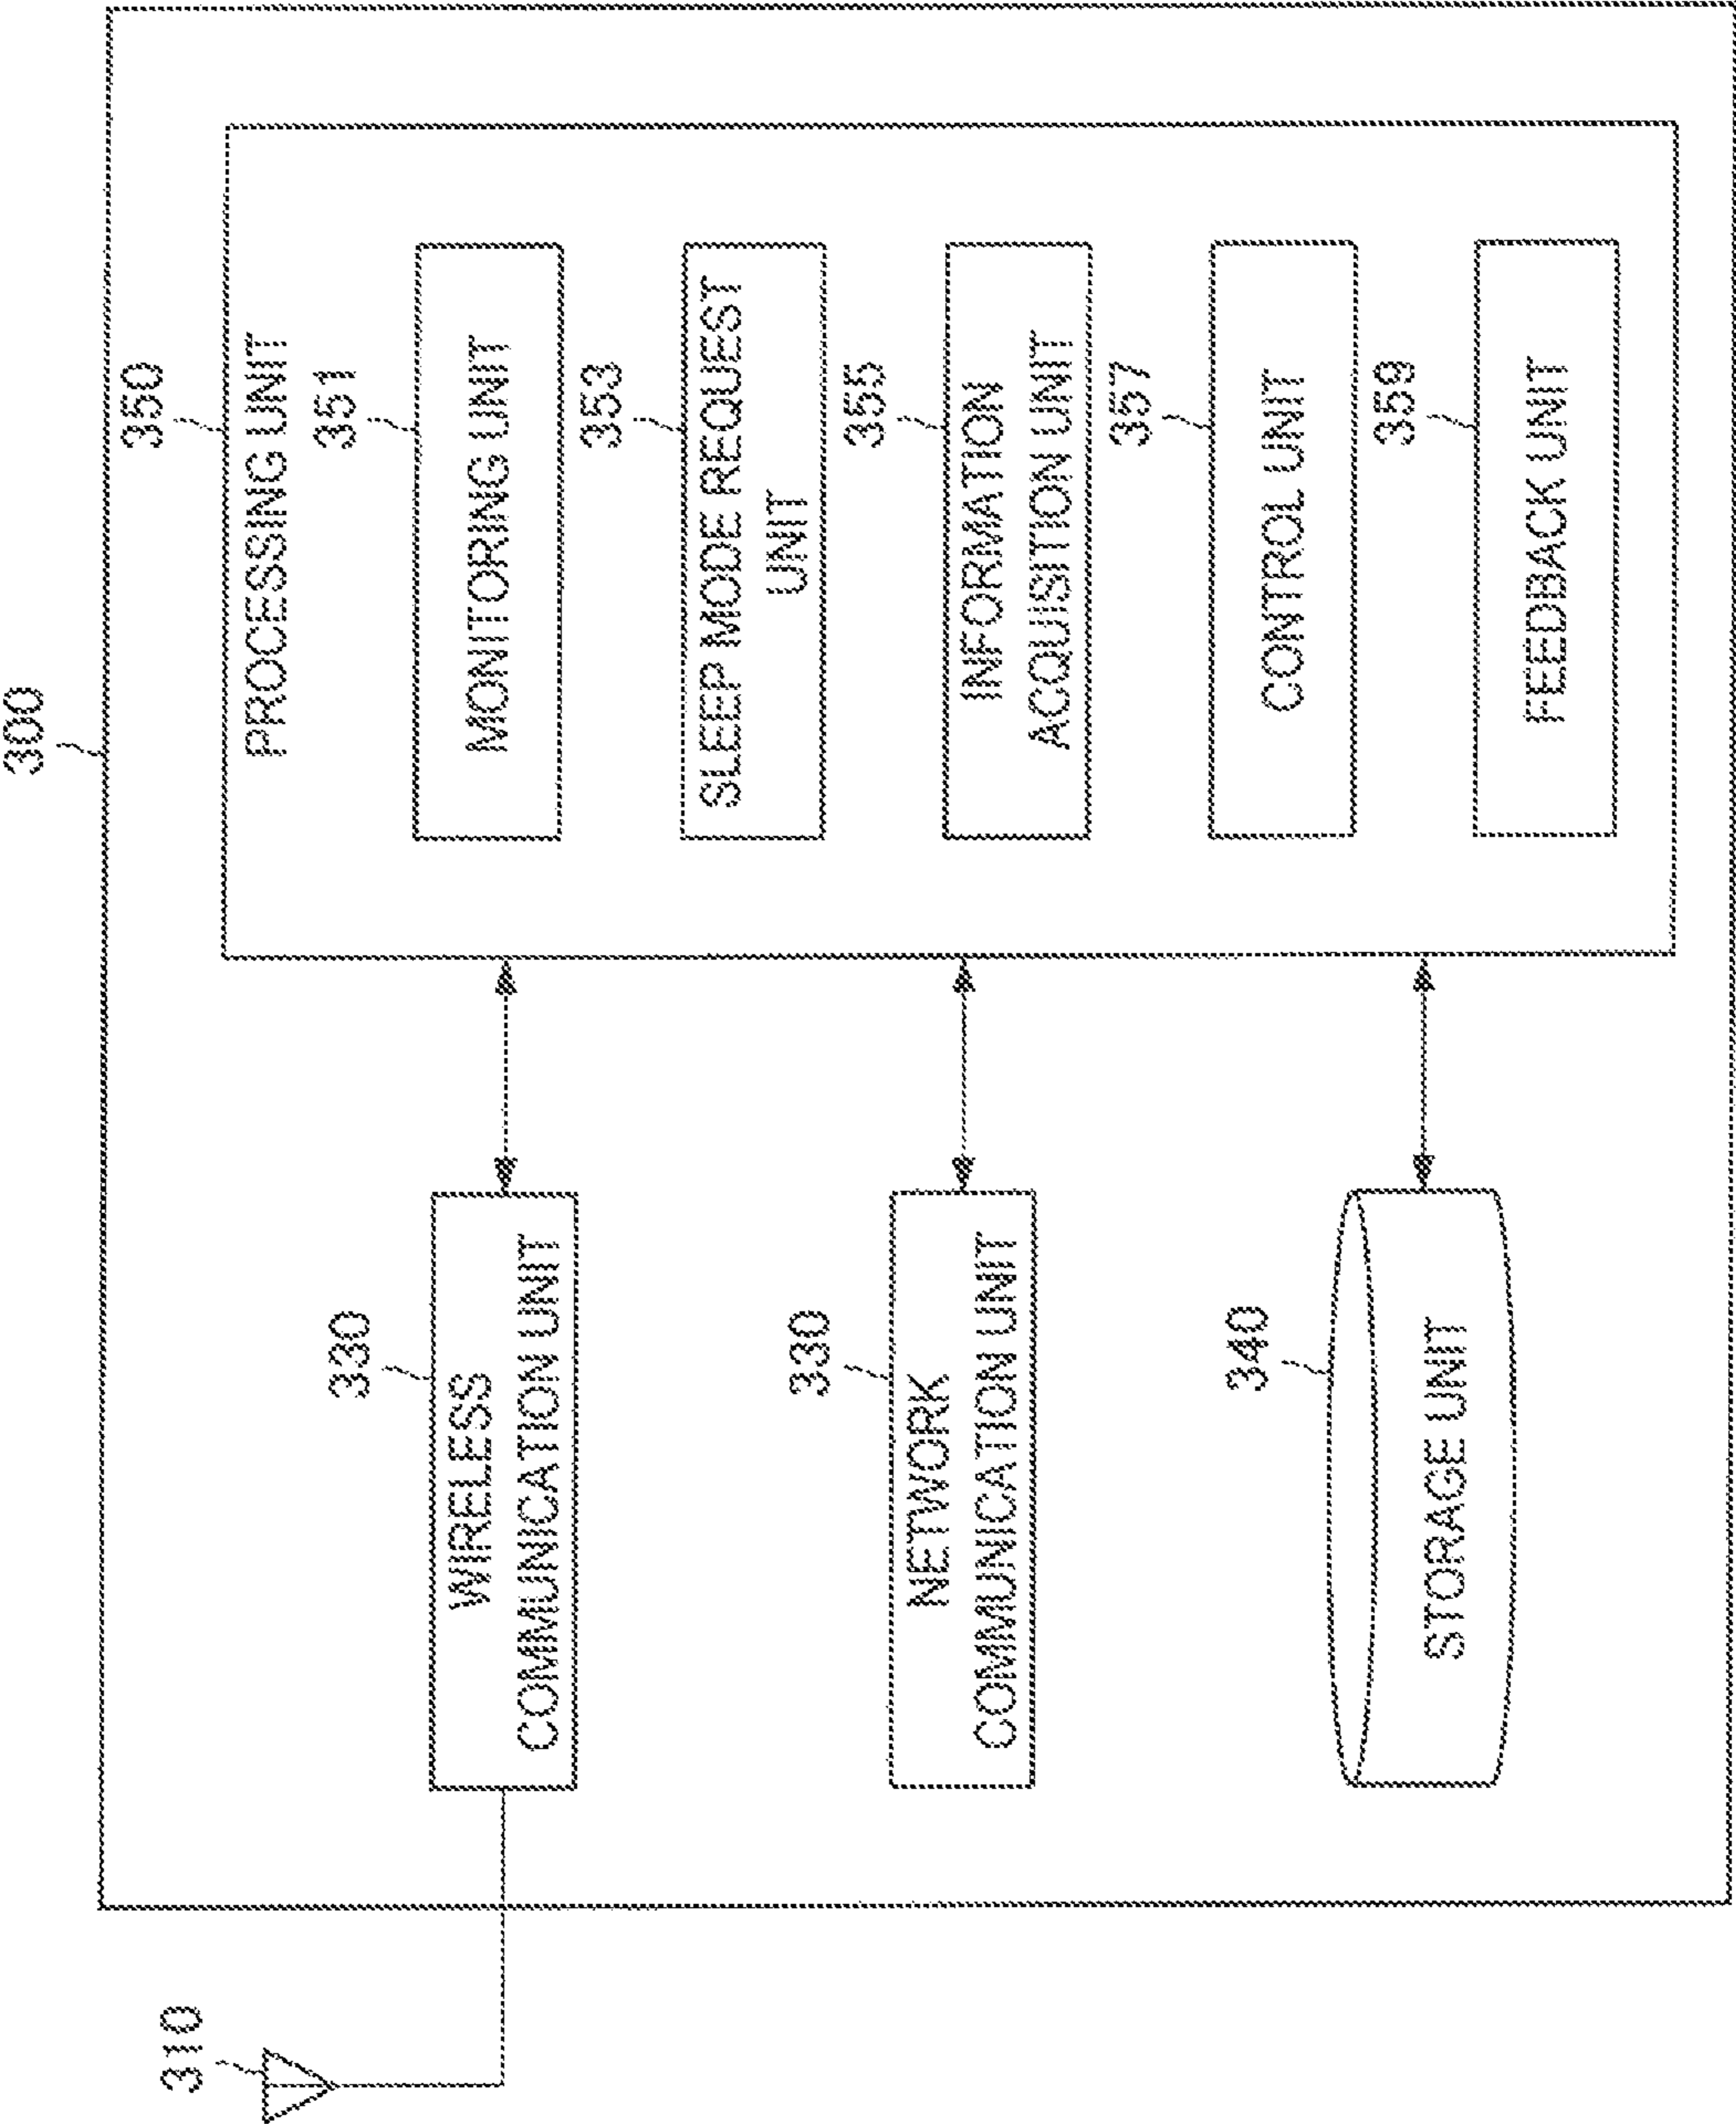 300
310
330
WIRELESS
COMMUNICATION UNIT
330
NETWORK
COMMUNICATION UNIT
340
STORAGE UNIT
350
PROCESSING UNIT
351
MONITORING UNIT
353
SLEEP MODE REQUEST
UNIT
355
INFORMATION
ACQUISITION UNIT
357
CONTROL UNIT
359
FEEDBACK UNIT